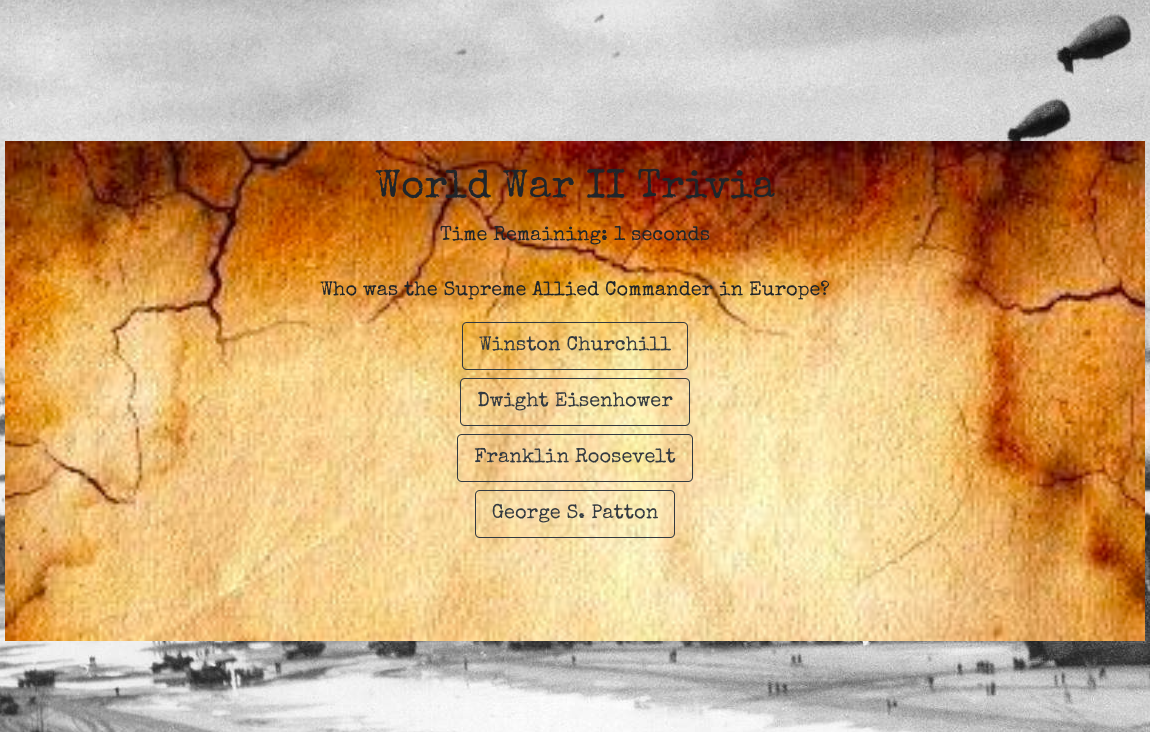 World War II Trivia
Time Remaining: 1 seconds
Who was the Supreme Allied Commander in Europe?
Winston Churchill
Dwight Eisenhower
Franklin Roosevelt
George S. Patton